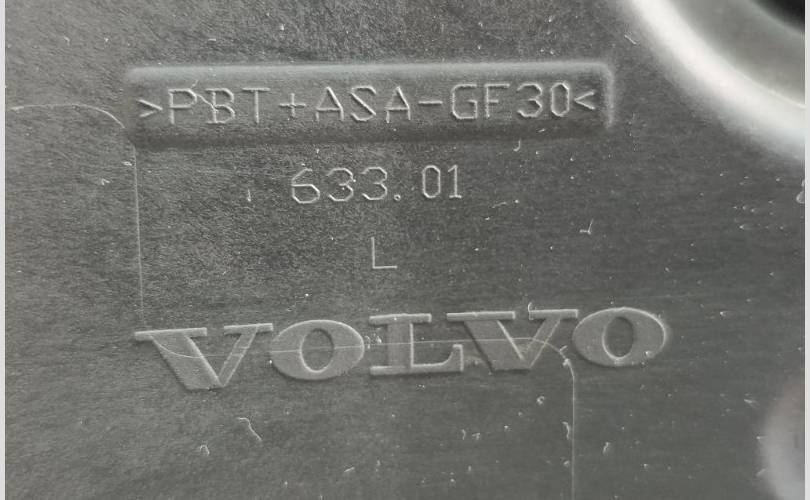 >PBT+ASA-GF30<
633.01
L
VOLVO